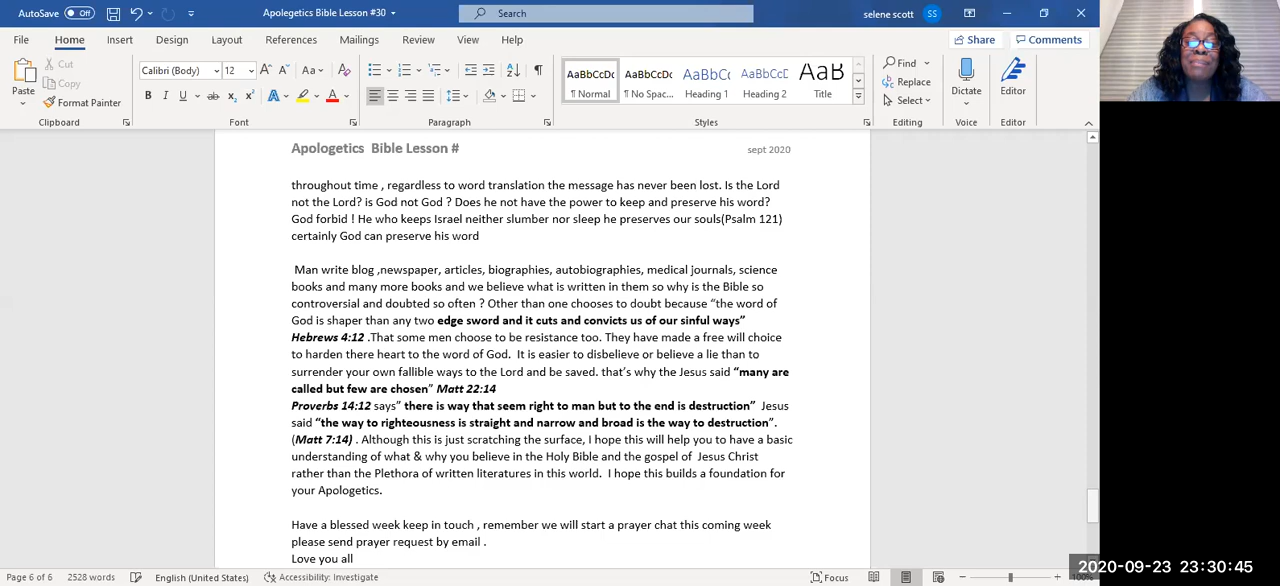 AutoSave Off Apolegetics Bible Lesson #30 Search selene scott SS
File Home Insert Design Layout References Mailings Review View Help Share Comments
Paste Cut Copy Format Painter Calibri (Body) 12 Aa AaBbCcDc AaBbCcDc AaBbC AaBbCcC AaB Find Replace Select Dictate Editor
¶ Normal ¶ No Spac... Heading 1 Heading 2 Title
Clipboard Font Paragraph Styles Editing Voice Editor
Apologetics Bible Lesson # sept 2020
throughout time , regardless to word translation the message has never been lost. Is the Lord
not the Lord? is God not God ? Does he not have the power to keep and preserve his word?
God forbid ! He who keeps Israel neither slumber nor sleep he preserves our souls(Psalm 121)
certainly God can preserve his word
Man write blog ,newspaper, articles, biographies, autobiographies, medical journals, science
books and many more books and we believe what is written in them so why is the Bible so
controversial and doubted so often ? Other than one chooses to doubt because “the word of
God is shaper than any two edge sword and it cuts and convicts us of our sinful ways”
Hebrews 4:12 .That some men choose to be resistance too. They have made a free will choice
to harden there heart to the word of God. It is easier to disbelieve or believe a lie than to
surrender your own fallible ways to the Lord and be saved. that’s why the Jesus said “many are
called but few are chosen” Matt 22:14
Proverbs 14:12 says” there is way that seem right to man but to the end is destruction” Jesus
said “the way to righteousness is straight and narrow and broad is the way to destruction”.
(Matt 7:14) . Although this is just scratching the surface, I hope this will help you to have a basic
understanding of what & why you believe in the Holy Bible and the gospel of Jesus Christ
rather than the Plethora of written literatures in this world. I hope this builds a foundation for
your Apologetics.
Have a blessed week keep in touch , remember we will start a prayer chat this coming week
please send prayer request by email .
Love you all
Page 6 of 6 2528 words English (United States) Accessibility: Investigate Focus 100%
2020-09-23 23:30:45